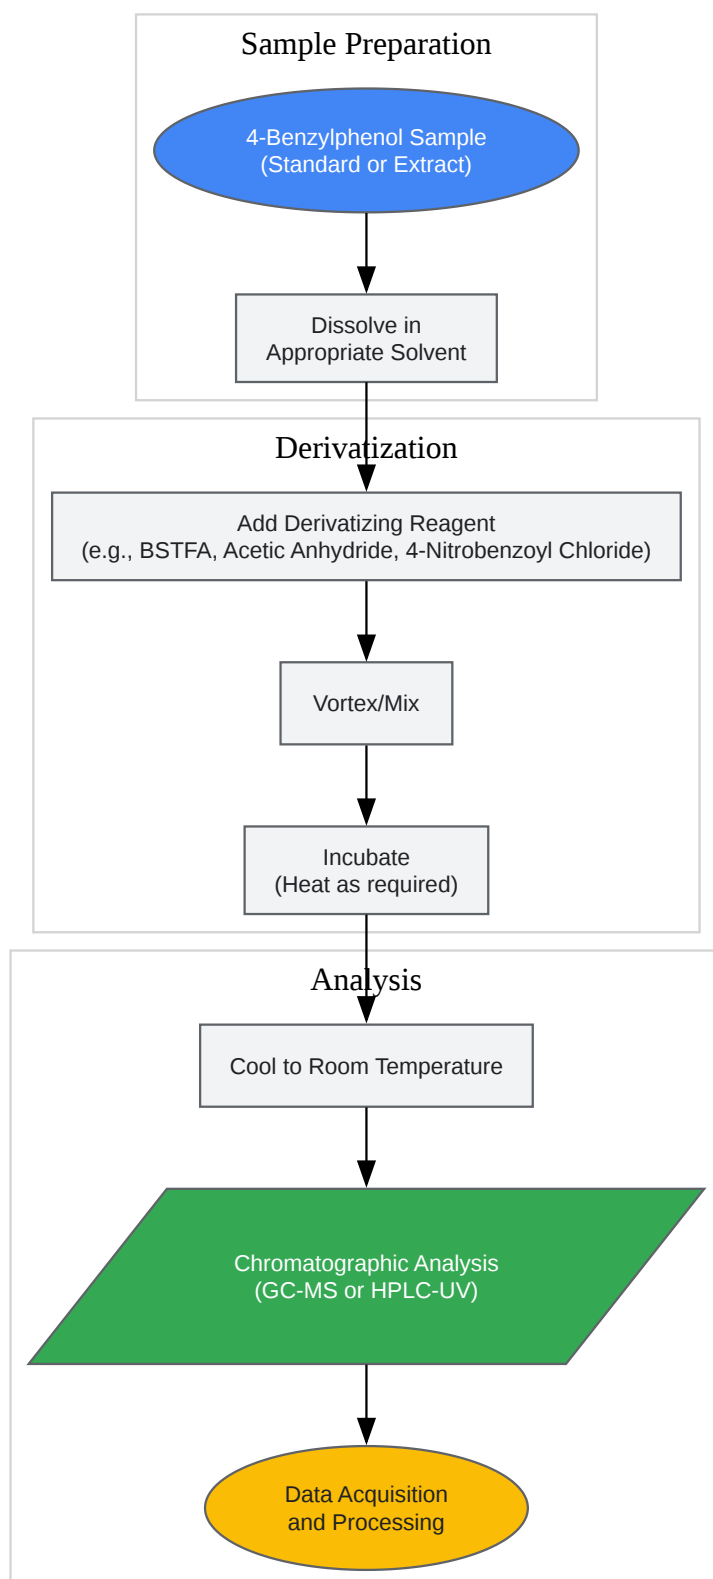 Sample Preparation
4-Benzylphenol Sample
(Standard or Extract)
Dissolve in
Appropriate Solvent
Derivatization
Add Derivatizing Reagent
(e.g., BSTFA, Acetic Anhydride, 4-Nitrobenzoyl Chloride)
Vortex/Mix
Incubate
(Heat as required)
Analysis
Cool to Room Temperature
Chromatographic Analysis
(GC-MS or HPLC-UV)
Data Acquisition
and Processing